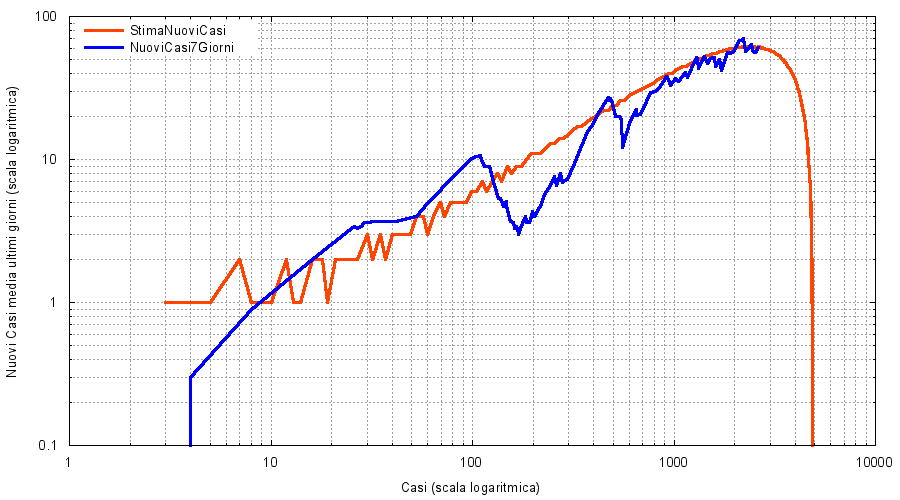 100
StimaNuoviCasi
NuoviCasi7Giorni
10
1
0.1
Nuovi Casi media ultimi giorni (scala logaritmica)
1
10
100
1000
10000
Casi (scala logaritmica)